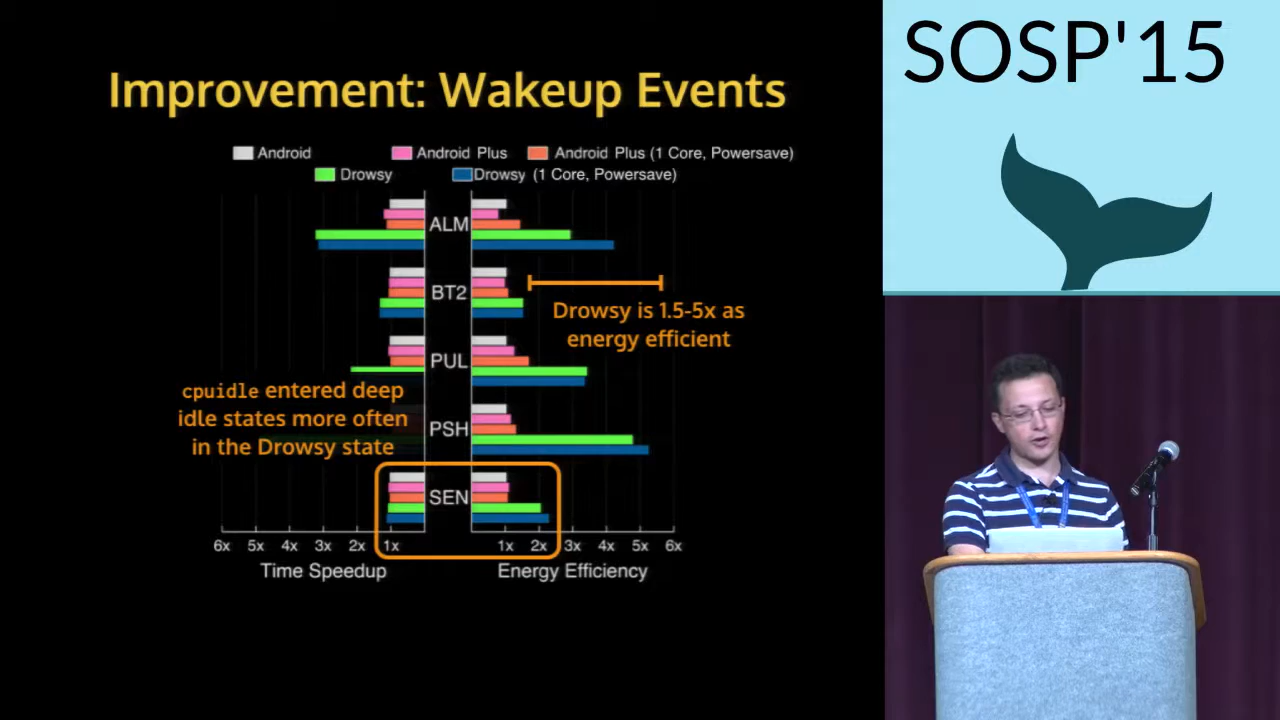 Improvement: Wakeup Events
Android
Android Plus
Android Plus (1 Core, Powersave)
Drowsy
Drowsy (1 Core, Powersave)
ALM
BT2
PUL
PSH
SEN
Drowsy is 1.5-5x as
energy efficient
cpuidle entered deep
idle states more often
in the Drowsy state
6x 5x 4x 3x 2x 1x
1x 2x 3x 4x 5x 6x
Time Speedup
Energy Efficiency
SOSP'15